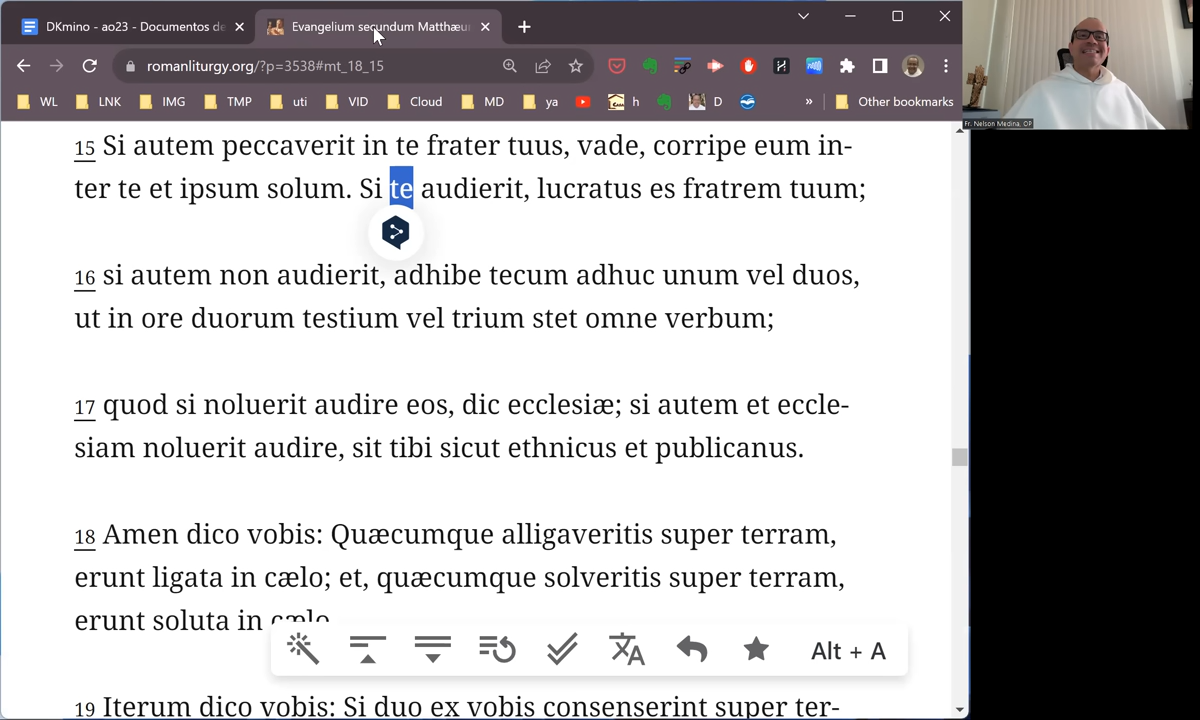 DKmino - ao23 - Documentos de
Evangelium secundum Matthæu
romanliturgy.org/?p=3538#mt_18_15
WL LNK IMG TMP uti VID Cloud MD ya h D » Other bookmarks
Fr. Nelson Medina, OP
15 Si autem peccaverit in te frater tuus, vade, corripe eum in-
ter te et ipsum solum. Si te audierit, lucratus es fratrem tuum;
16 si autem non audierit, adhibe tecum adhuc unum vel duos,
ut in ore duorum testium vel trium stet omne verbum;
17 quod si noluerit audire eos, dic ecclesiæ; si autem et eccle-
siam noluerit audire, sit tibi sicut ethnicus et publicanus.
18 Amen dico vobis: Quæcumque alligaveritis super terram,
erunt ligata in cælo; et, quæcumque solveritis super terram,
erunt soluta in cælo
Alt + A
19 Iterum dico vobis: Si duo ex vobis consenserint super ter-